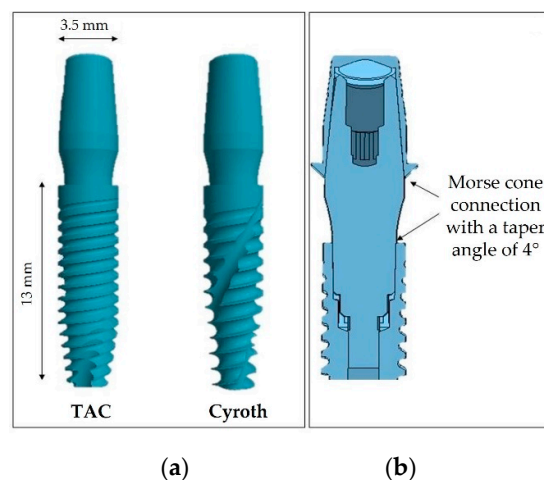 3.5 mm
13 mm
TAC Cyroth
Morse cone
connection
with a taper
angle of 4°
(a) (b)